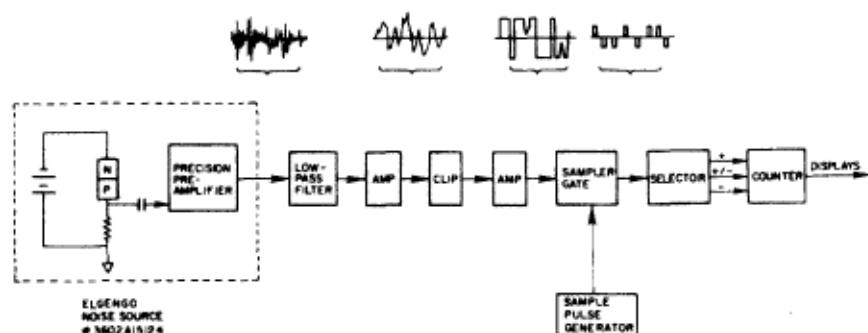 N
P
PRECISION
PRE-
AMPLIFIER
LOW-
PASS
FILTER
AMP
CLIP
AMP
SAMPLER
GATE
SELECTOR
+
+/-
-
COUNTER
DISPLAYS
SAMPLE
PULSE
GENERATOR
ELGENCO
NOISE SOURCE
# 3602A15124